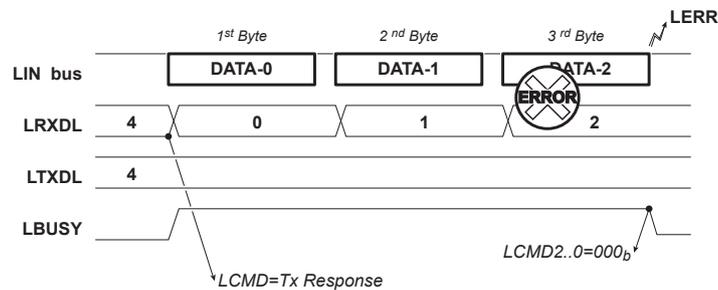 LERR
1st Byte 2 nd Byte 3 rd Byte
LIN bus DATA-0 DATA-1 DATA-2
ERROR
LRXDL 4 0 1 2
LTXDL 4
LBUSY
LCMD2..0=000b
LCMD=Tx Response